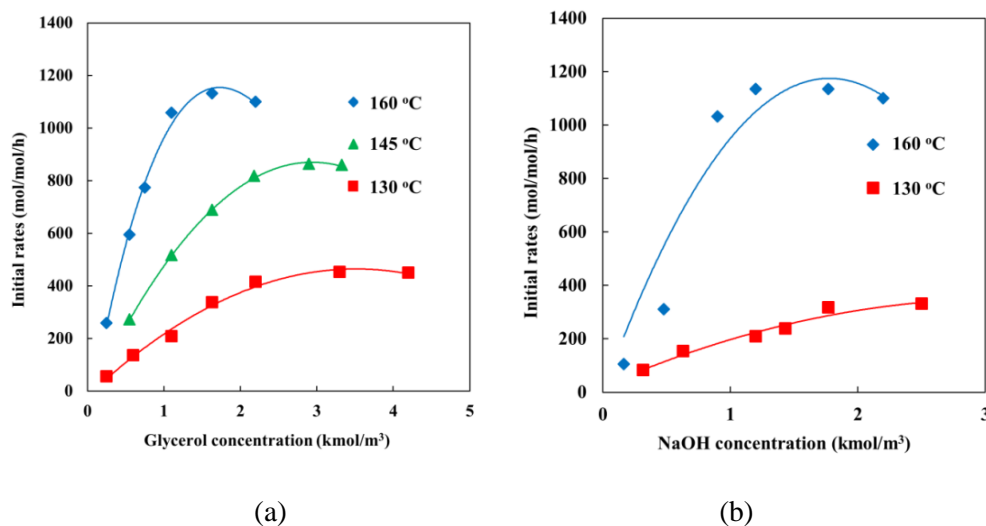 1400
1200
1000
800
600
400
200
0
0 1 2 3 4 5
Initial rates (mol/mol/h)
Glycerol concentration (kmol/m³)
160 °C
145 °C
130 °C
(a)
1400
1200
1000
800
600
400
200
0
0 1 2 3
Initial rates (mol/mol/h)
NaOH concentration (kmol/m³)
160 °C
130 °C
(b)